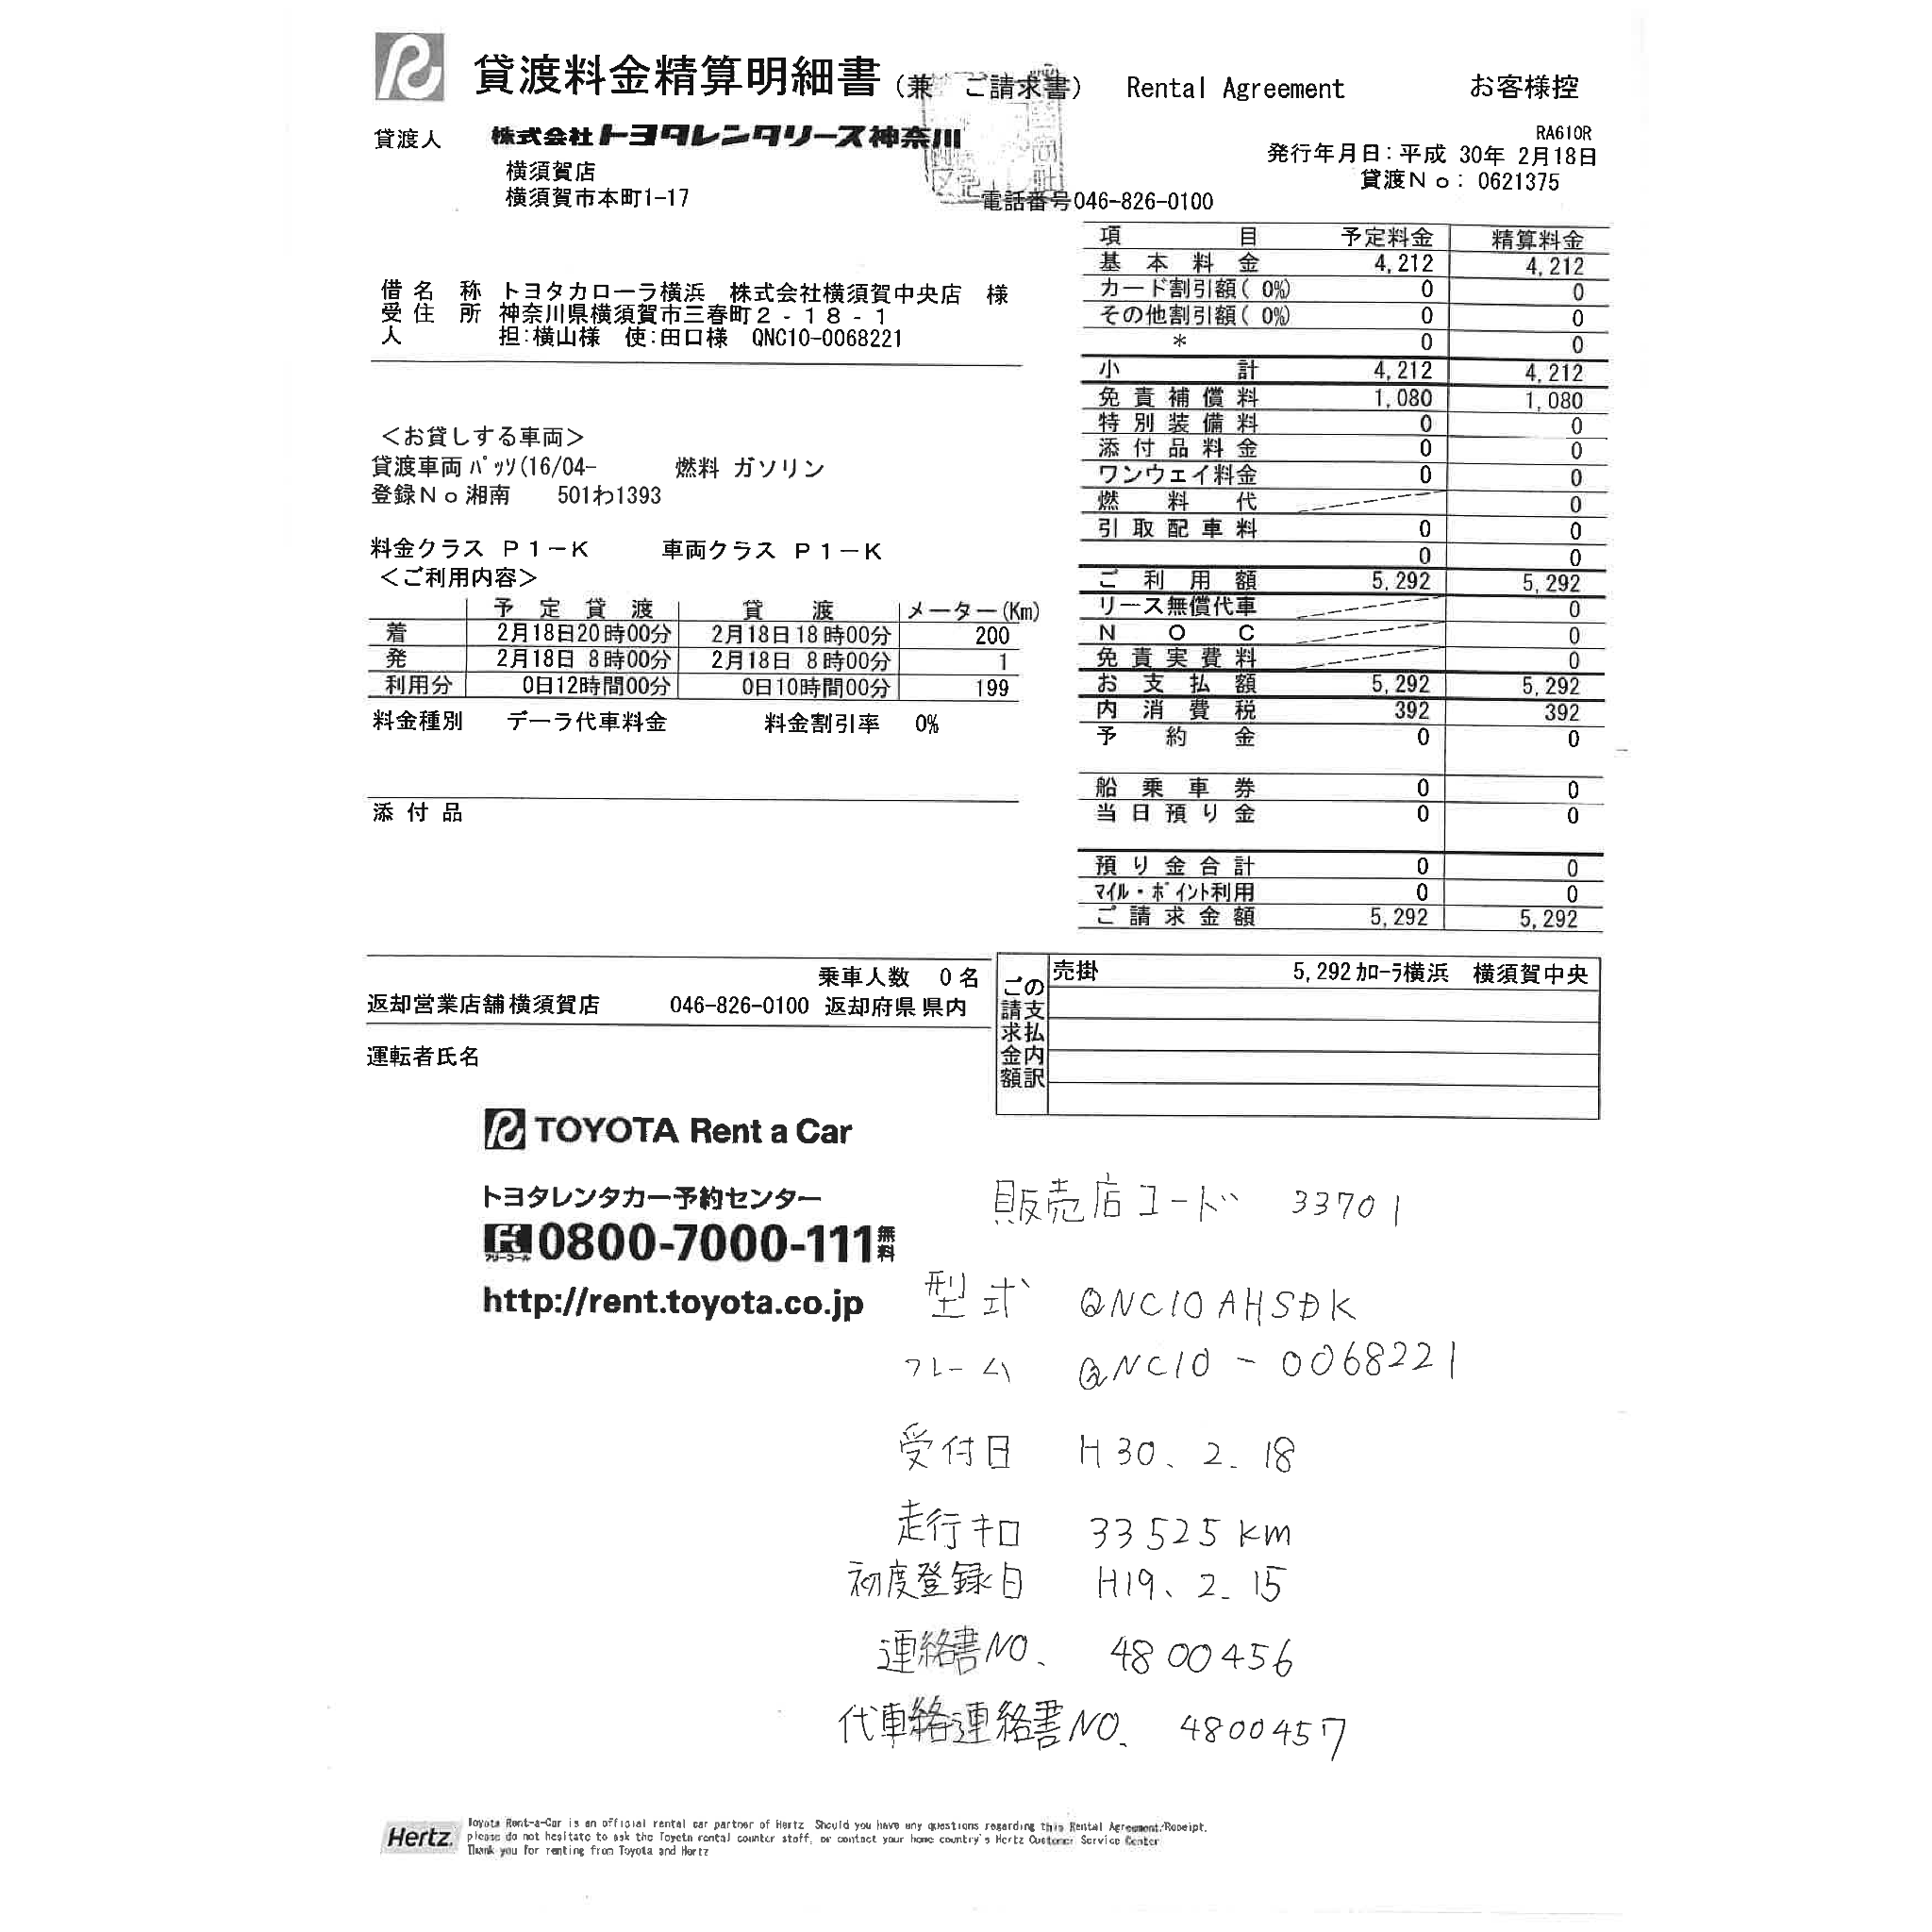 貸渡料金精算明細書(兼 ご請求書) Rental Agreement お客様控
貸渡人 株式会社トヨタレンタリース神奈川
RA610R
発行年月日:平成 30年 2月18日
横須賀店
貸渡No: 0621375
横須賀市本町1-17 電話番号046-826-0100
項 目 予定料金 精算料金
基本料金 4,212 4,212
カード割引額( 0%) 0 0
その他割引額( 0%) 0 0
* 0 0
小 計 4,212 4,212
免責補償料 1,080 1,080
特別装備料 0 0
添付品料金 0 0
ワンウェイ料金 0 0
燃料代 0
引取配車料 0 0
0 0
ご利用額 5,292 5,292
リース無償代車 0
NOC 0
免責実費料 0
お支払額 5,292 5,292
内消費税 392 392
予約金 0 0
船乗車券 0 0
当日預り金 0 0
預り金合計 0 0
マイル・ポイント利用 0 0
ご請求金額 5,292 5,292
借名 称 トヨタカローラ横浜 株式会社横須賀中央店 様
受住 所 神奈川県横須賀市三春町2-18-1
人 担:横山様 使:田口様 QNC10-0068221
<お貸しする車両>
貸渡車両 パッソ(16/04- 燃料 ガソリン
登録No 湘南 501わ1393
料金クラス P1-K 車両クラス P1-K
<ご利用内容>
予定貸渡 貸渡 メーター(Km)
着 2月18日20時00分 2月18日18時00分 200
発 2月18日 8時00分 2月18日 8時00分 1
利用分 0日12時間00分 0日10時間00分 199
料金種別 デーラ代車料金 料金割引率 0%
添付品
乗車人数 0名
返却営業店舗 横須賀店 046-826-0100 返却府県 県内
運転者氏名
ご請求金額の支払内訳
売掛 5,292 カローラ横浜 横須賀中央
TOYOTA Rent a Car
トヨタレンタカー予約センター
フリーコール 0800-7000-111 無料
http://rent.toyota.co.jp
販売店コード 33701
型式 QNC10AHSDK
フレーム QNC10-0068221
受付日 H30、2.18
走行キロ 33525km
初度登録日 H19、2.15
連絡書NO、 4800456
代車連絡書NO、 4800457
Hertz.
Toyota Rent-a-Car is an official rental car partner of Hertz Should you have any questions regarding this Rental Agreement/Receipt,
please do not hesitate to ask the Toyota rental counter staff, or contact your home country's Hertz Customer Service Center
Thank you for renting from Toyota and Hertz